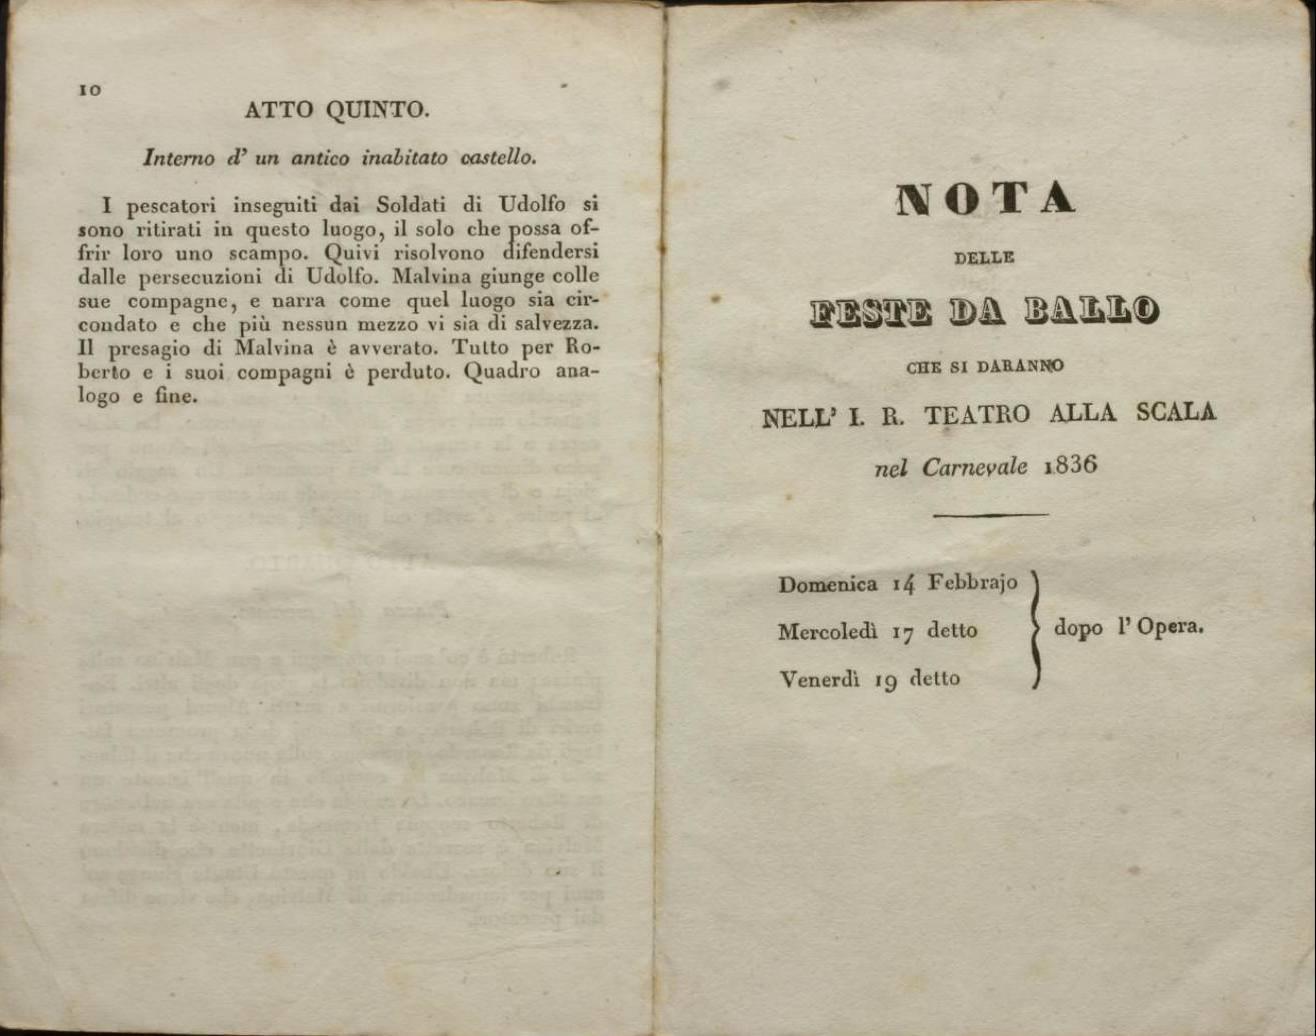 10
ATTO QUINTO.
Interno d' un antico inabitato castello.
I pescatori inseguiti dai Soldati di Udolfo si
sono ritirati in questo luogo, il solo che possa of-
frir loro uno scampo. Quivi risolvono difendersi
dalle persecuzioni di Udolfo. Malvina giunge colle
sue compagne, e narra come quel luogo sia cir-
condato e che più nessun mezzo vi sia di salvezza.
Il presagio di Malvina è avverato. Tutto per Ro-
berto e i suoi compagni è perduto. Quadro ana-
logo e fine.
NOTA
DELLE
FESTE DA BALLO
CHE SI DARANNO
NELL' I. R. TEATRO ALLA SCALA
nel Carnevale 1836
Domenica 14 Febbrajo
Mercoledì 17 detto
dopo l' Opera.
Venerdì 19 detto